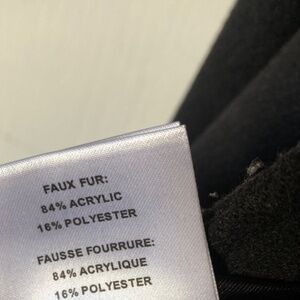 FAUX FUR:
84% ACRYLIC
16% POLYESTER
FAUSSE FOURRURE:
84% ACRYLIQUE
16% POLYESTER